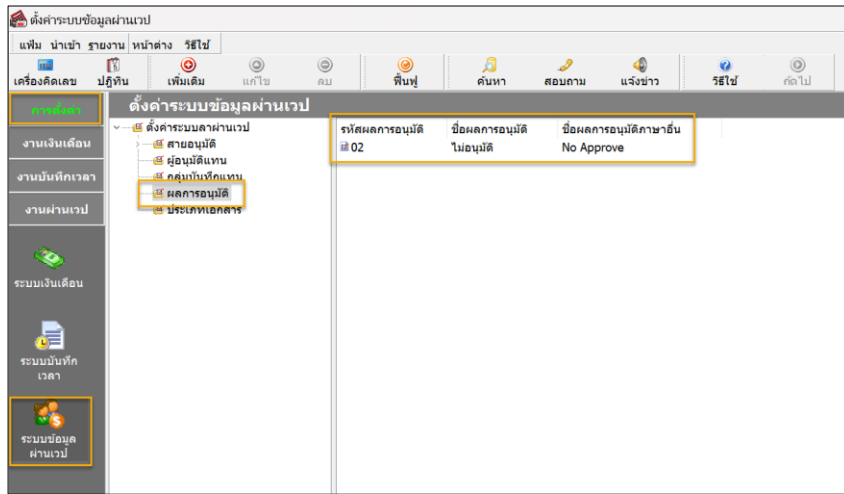 ตั้งค่าระบบข้อมูลผ่านเวป
แฟ้ม นำเข้า รายงาน หน้าต่าง วิธีใช้
เครื่องคิดเลข ปฏิทิน เพิ่มเติม แก้ไข ลบ ฟื้นฟู ค้นหา สอบถาม แจ้งข่าว วิธีใช้ ถัดไป
การตั้งค่า
งานเงินเดือน
งานบันทึกเวลา
งานผ่านเวป
ระบบเงินเดือน
ระบบบันทึก
เวลา
ระบบข้อมูล
ผ่านเวป
ตั้งค่าระบบข้อมูลผ่านเวป
ตั้งค่าระบบลาผ่านเวป
สายอนุมัติ
ผู้อนุมัติแทน
กลุ่มบันทึกแทน
ผลการอนุมัติ
ประเภทเอกสาร
รหัสผลการอนุมัติ ชื่อผลการอนุมัติ ชื่อผลการอนุมัติภาษาอื่น
02 ไม่อนุมัติ No Approve